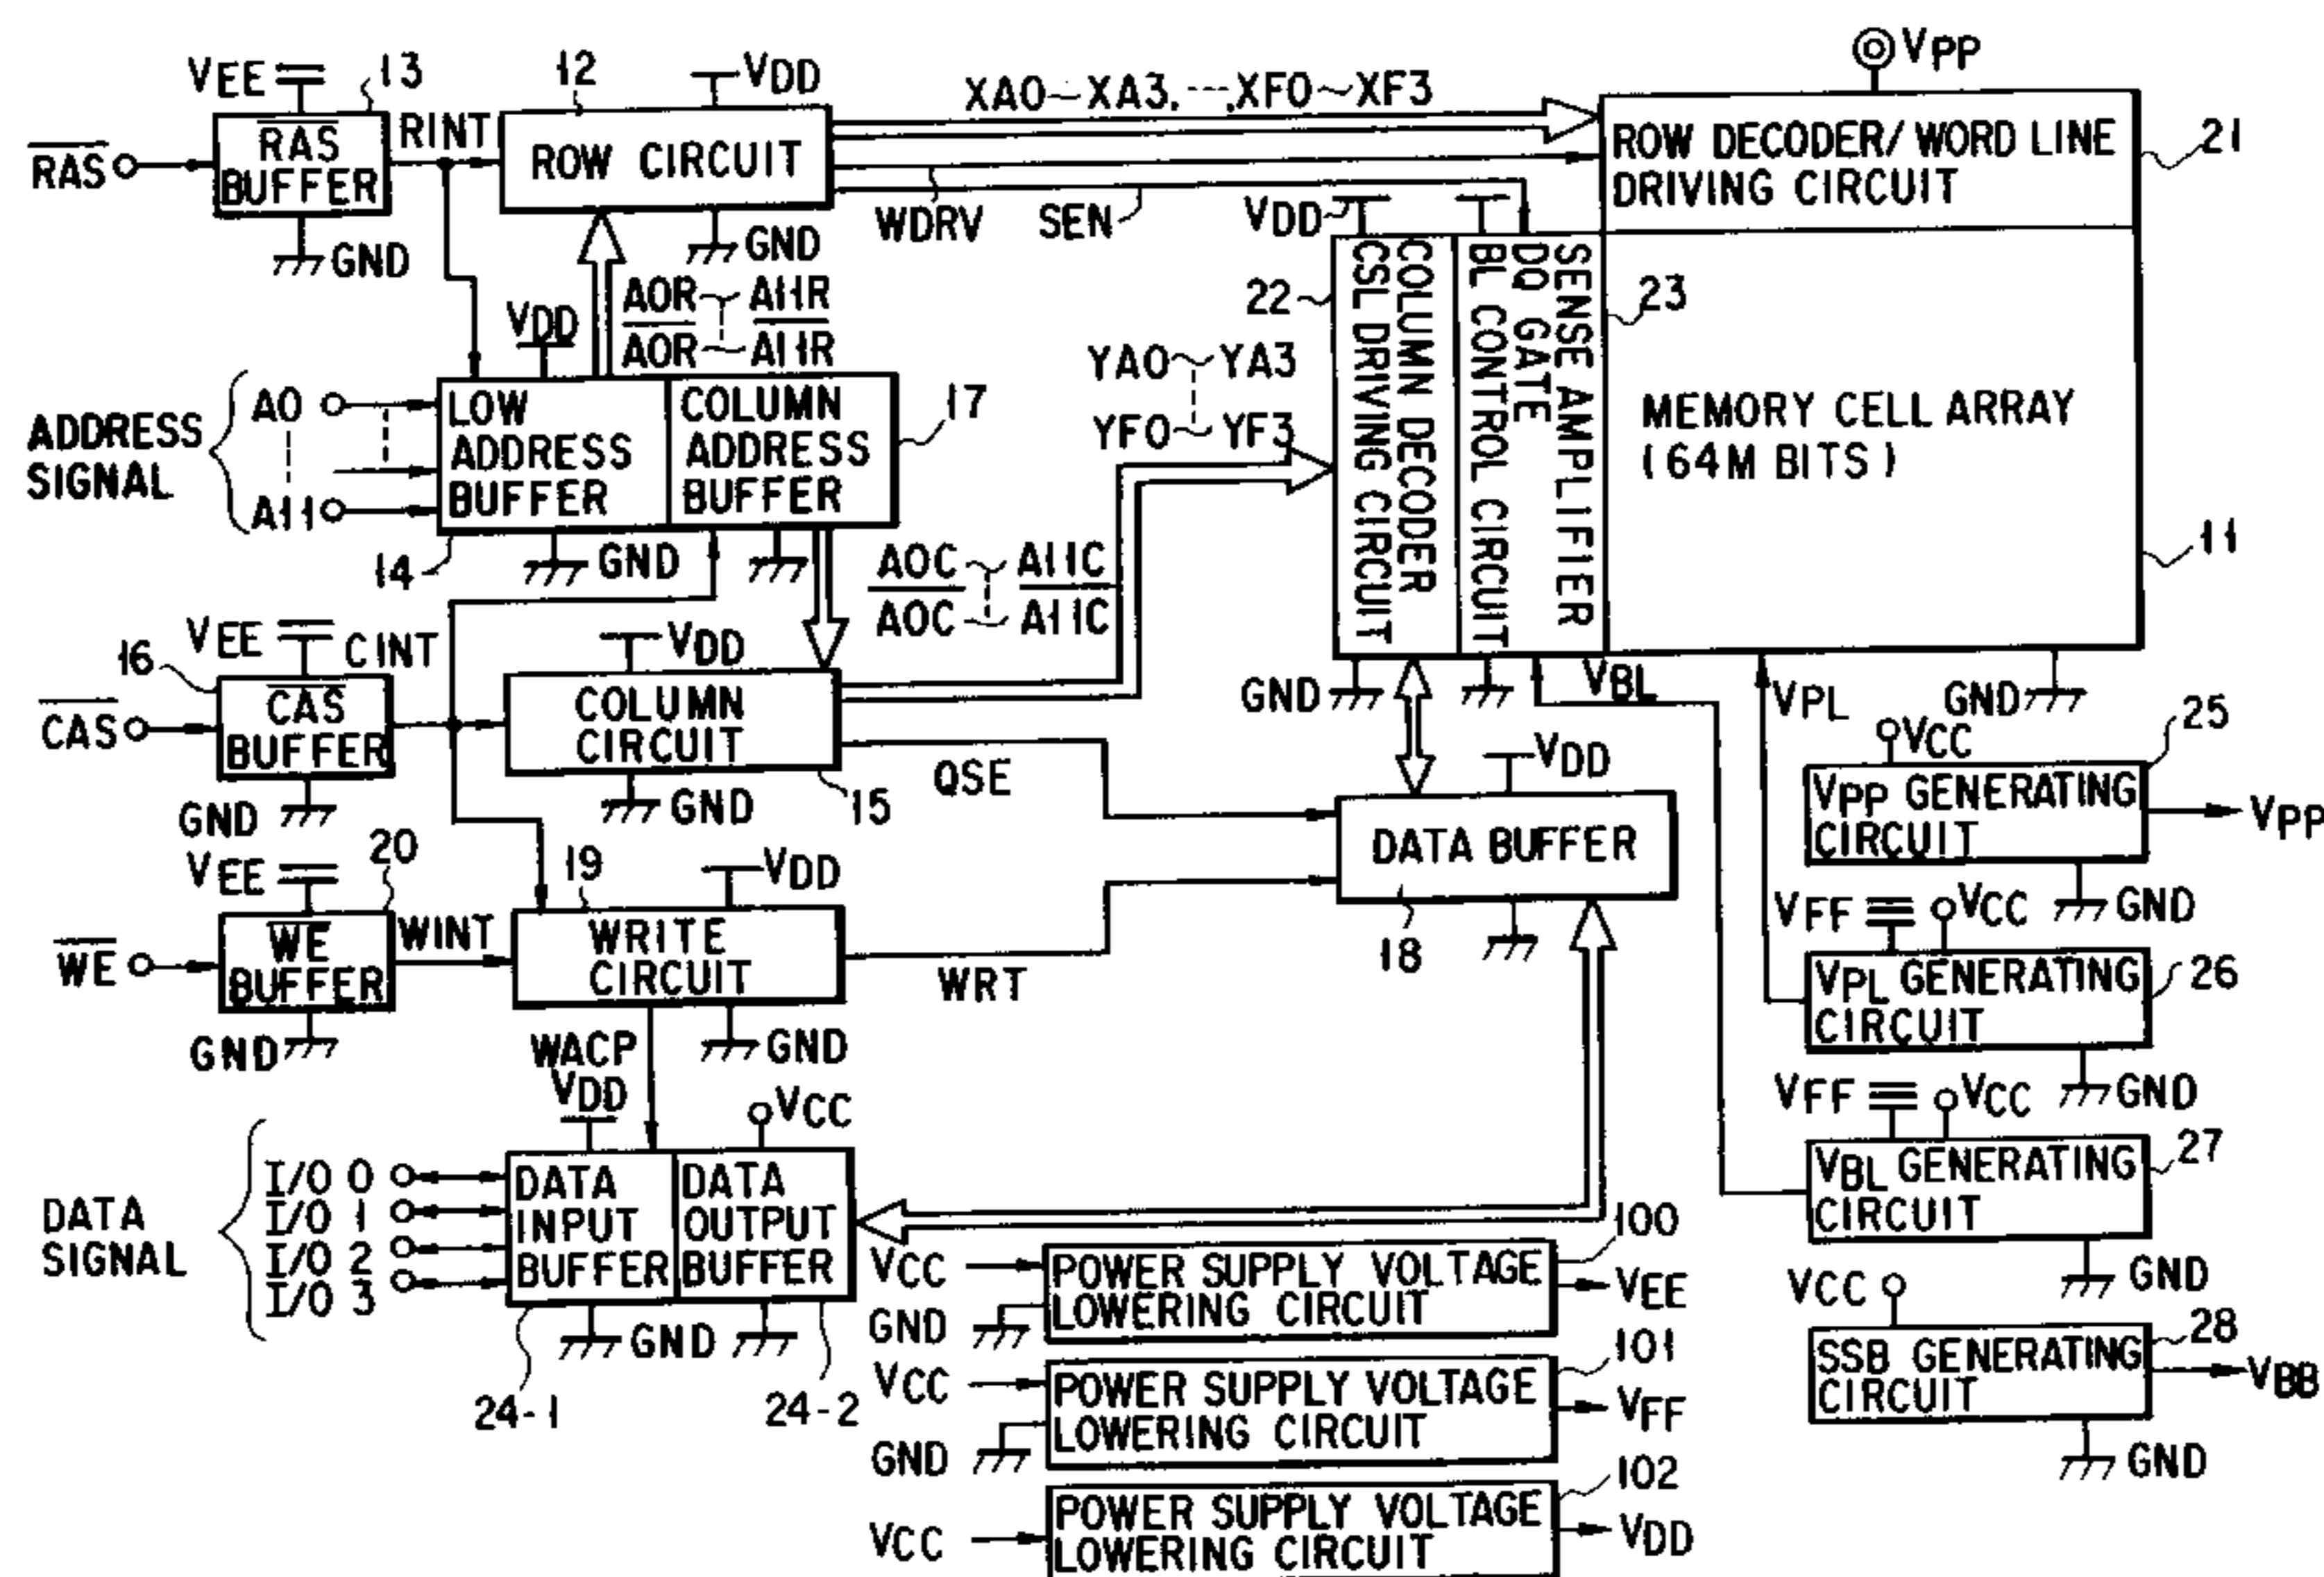 VEE
13
RAS
RAS
BUFFER
GND
RINT
12
VDD
ROW CIRCUIT
GND
XA0~XA3, ---, XF0~XF3
WDRV
SEN
VPP
ROW DECODER/ WORD LINE
DRIVING CIRCUIT
21
A0R ~ A11R
A0R ~ A11R
VDD
ADDRESS
SIGNAL
A0
A11
LOW
ADDRESS
BUFFER
14
GND
COLUMN
ADDRESS
BUFFER
17
VDD
22
COLUMN DECODER
CSL DRIVING CIRCUIT
SENSE AMPLIFIER
DQ GATE
BL CONTROL CIRCUIT
23
MEMORY CELL ARRAY
(64M BITS)
11
YA0~YA3
YF0~YF3
A0C ~ A11C
A0C ~ A11C
GND
VBL
VPL
GND
16
VEE
CINT
CAS
CAS
BUFFER
GND
VDD
COLUMN
CIRCUIT
GND
15
QSE
VDD
DATA BUFFER
18
VEE
20
WE
WE
BUFFER
GND
WINT
19
VDD
WRITE
CIRCUIT
GND
WRT
WACP
DATA
SIGNAL
I/O 0
I/O 1
I/O 2
I/O 3
VDD
VCC
DATA
INPUT
BUFFER
DATA
OUTPUT
BUFFER
GND
24-1
24-2
VCC
25
VPP GENERATING
CIRCUIT
VPP
GND
VFF
VCC
VPL GENERATING
CIRCUIT
26
GND
VFF
VCC
VBL GENERATING
CIRCUIT
27
GND
VCC
SSB GENERATING
CIRCUIT
28
VBB
GND
VCC
GND
POWER SUPPLY VOLTAGE
LOWERING CIRCUIT
100
VEE
VCC
GND
POWER SUPPLY VOLTAGE
LOWERING CIRCUIT
101
VFF
VCC
POWER SUPPLY VOLTAGE
LOWERING CIRCUIT
102
VDD